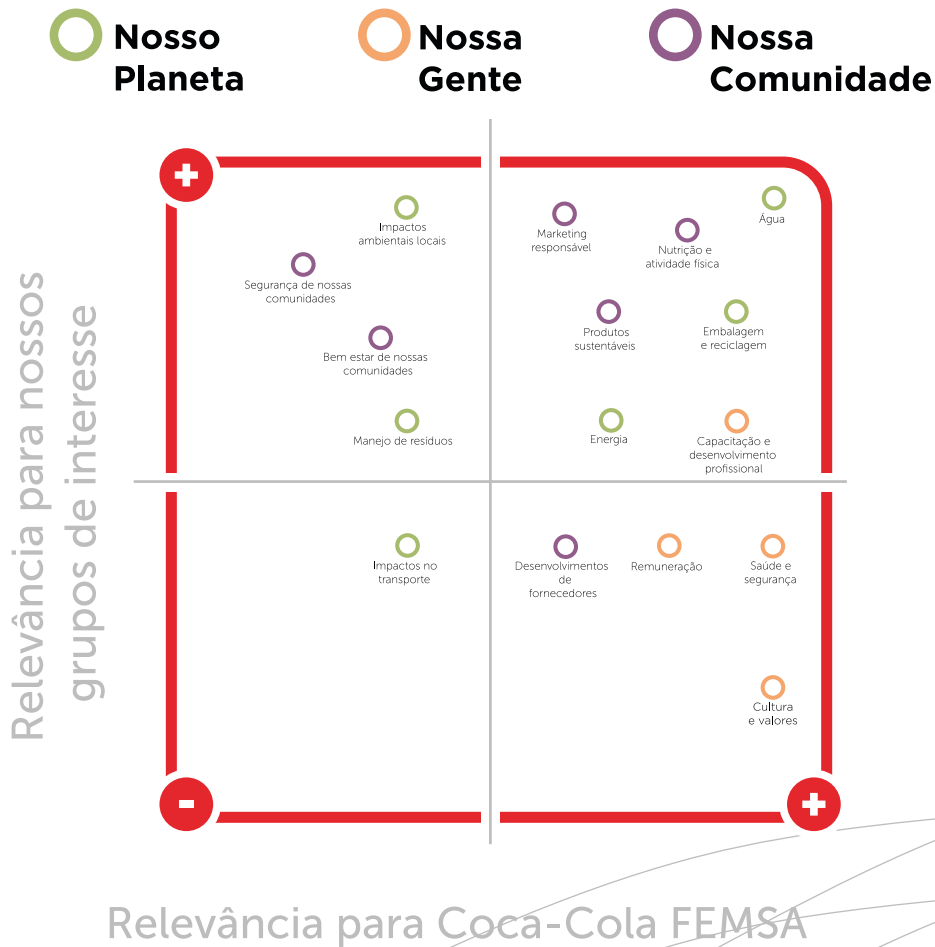 Nosso
Planeta
Nossa
Gente
Nossa
Comunidade
+
Relevância para nossos
grupos de interesse
Impactos
ambientais locais
Segurança de nossas
comunidades
Bem estar de nossas
comunidades
Manejo de resíduos
Marketing
responsável
Nutrição e
atividade física
Água
Produtos
sustentáveis
Embalagem
e reciclagem
Energia
Capacitação e
desenvolvimento
profissional
Impactos no
transporte
Desenvolvimentos
de
fornecedores
Remuneração
Saúde e
segurança
Cultura
e valores
-
+
Relevância para Coca-Cola FEMSA